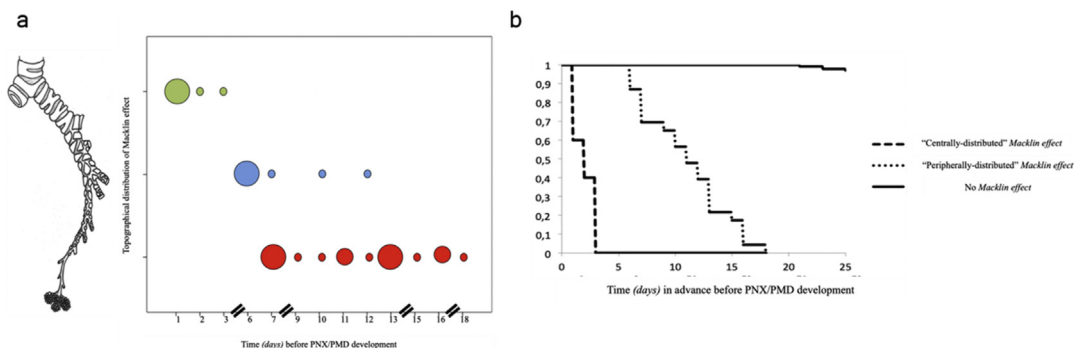 a
Topographical distribution of Macklin effect
1 2 3 6 7 9 10 11 12 13 15 16 18
Time (days) before PNX/PMD development
b
1
0,9
0,8
0,7
0,6
0,5
0,4
0,3
0,2
0,1
0
0 5 10 15 20 25
Time (days) in advance before PNX/PMD development
“Centrally-distributed” Macklin effect
“Peripherally-distributed” Macklin effect
No Macklin effect